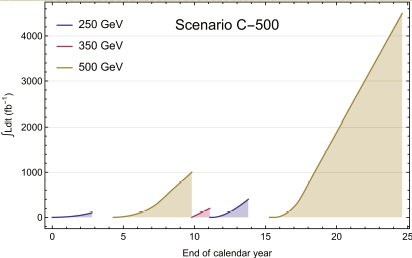 Scenario C−500
250 GeV
350 GeV
500 GeV
∫Ldt (fb⁻¹)
4000
3000
2000
1000
0
0 5 10 15 20 25
End of calendar year